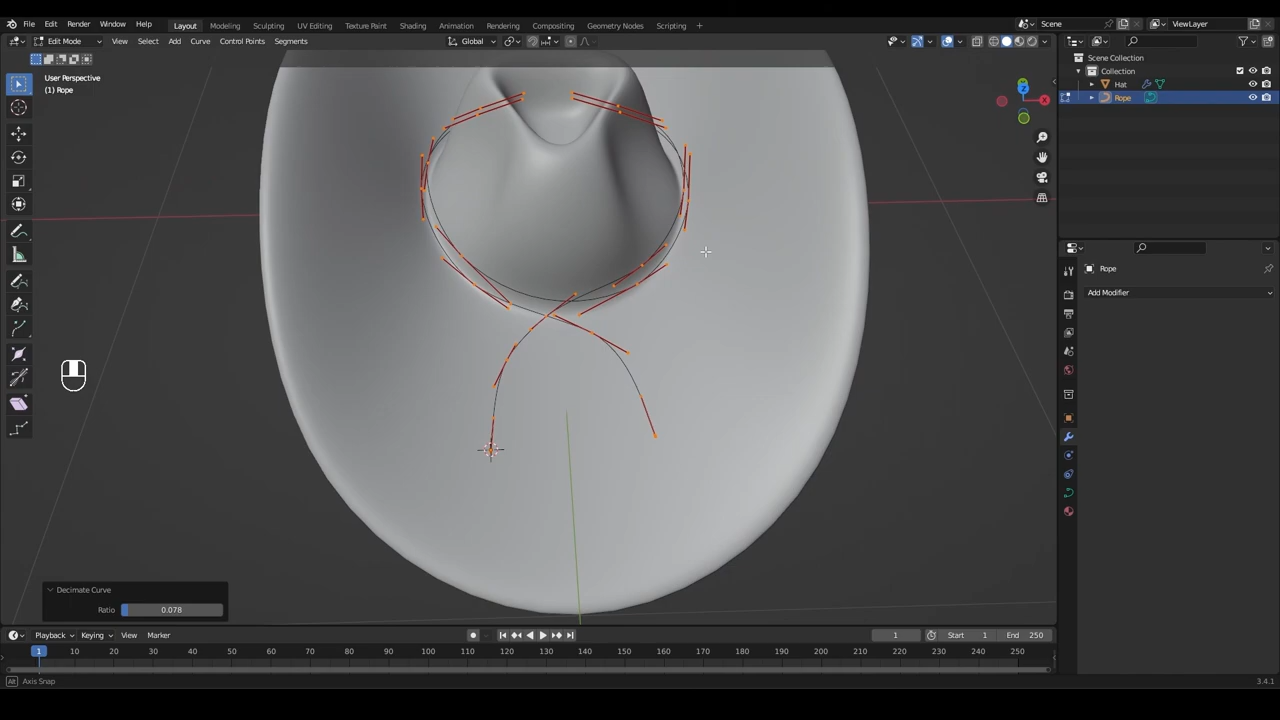 File Edit Render Window Help Layout Modeling Sculpting UV Editing Texture Paint Shading Animation Rendering Compositing Geometry Nodes Scripting + Scene ViewLayer
Edit Mode View Select Add Curve Control Points Segments Global
User Perspective
(1) Rope
Scene Collection
Collection
Hat
Rope
Rope
Add Modifier
X
Z
Decimate Curve
Ratio 0.078
Playback Keying View Marker 1 Start 1 End 250
1 10 20 30 40 50 60 70 80 90 100 110 120 130 140 150 160 170 180 190 200 210 220 230 240 250
Alt Axis Snap 3.4.1